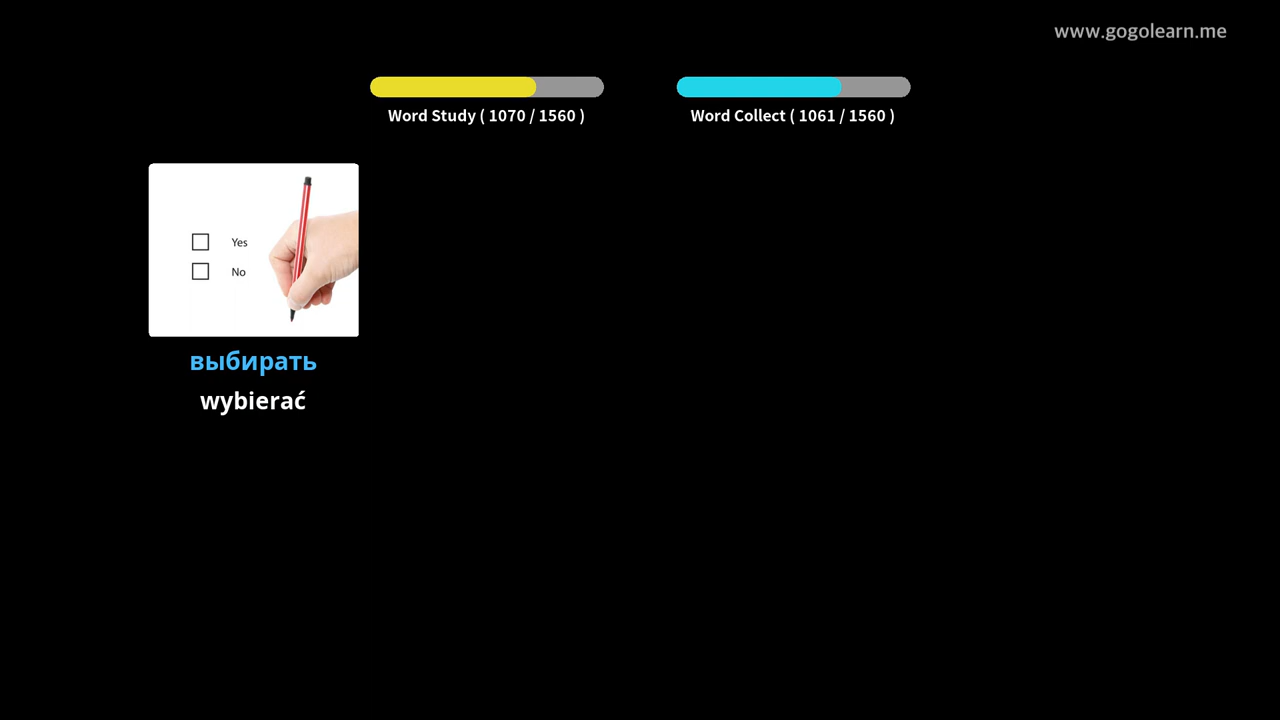 www.gogolearn.me
Word Study ( 1070 / 1560 )
Word Collect ( 1061 / 1560 )
Yes
No
выбирать
wybierać